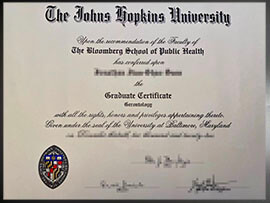 The Johns Hopkins University
Upon the recommendation of the Faculty of
The Bloomberg School of Public Health
has conferred upon
Graduate Certificate
Gerontology
with all the rights, honors and privileges appertaining thereto.
Given under the seal of the University at Baltimore, Maryland